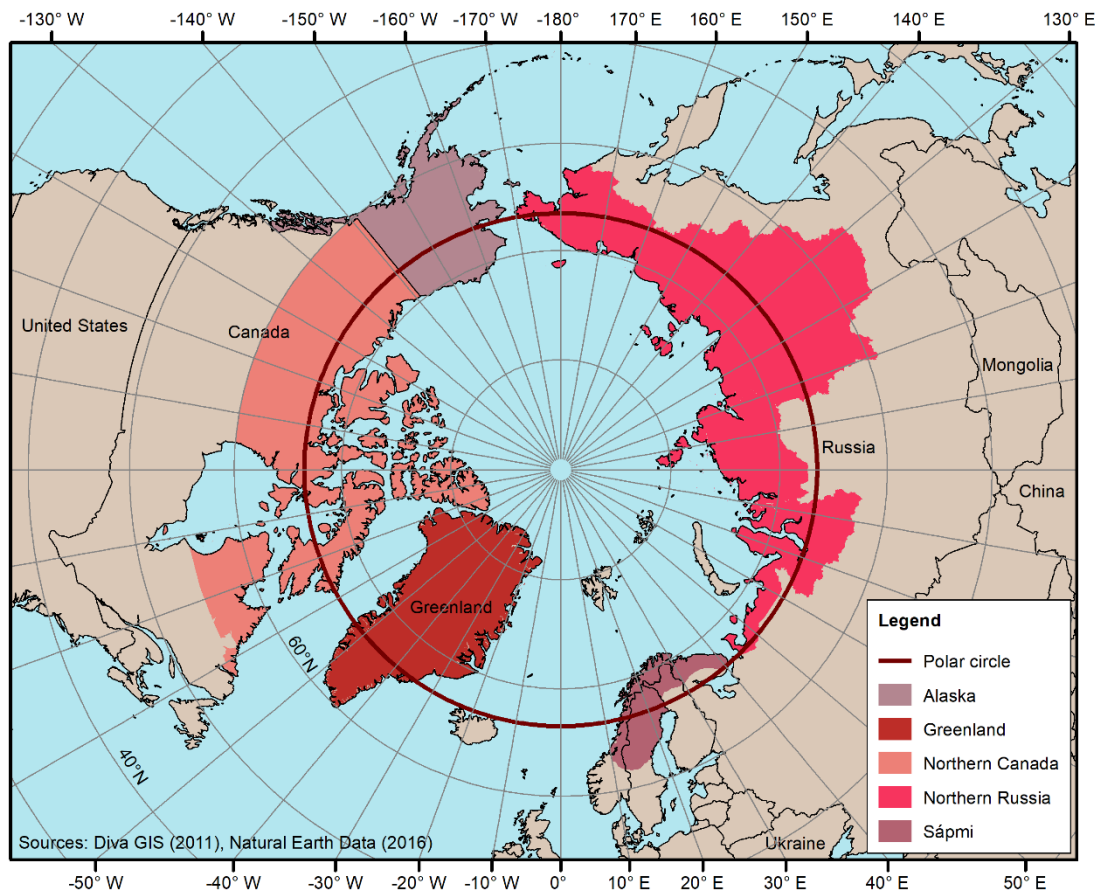 -140° W -150° W -160° W -170° W -180° 170° E 160° E 150° E 140° E 130° E
-130° W
United States
Canada
Mongolia
Russia
China
Greenland
60°N
40°N
Ukraine
Legend
Polar circle
Alaska
Greenland
Northern Canada
Northern Russia
Sápmi
Sources: Diva GIS (2011), Natural Earth Data (2016)
-50° W -40° W -30° W -20° W -10° W 0° 10° E 20° E 30° E 50° E